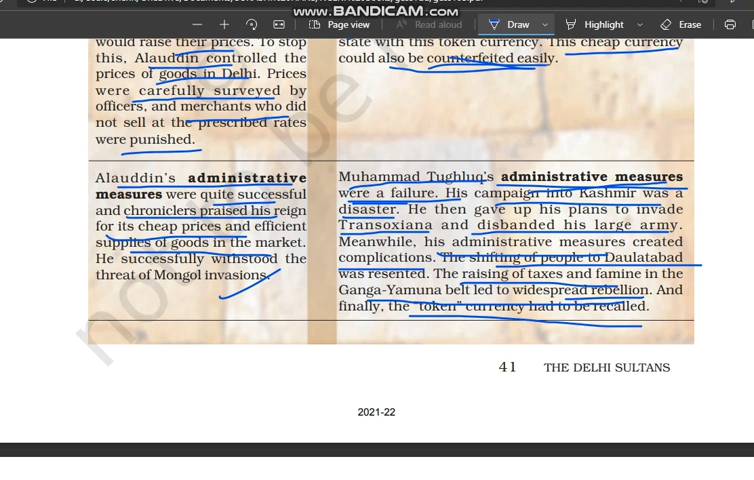 www.BANDICAM.com
Page view
Read aloud
Draw
Highlight
Erase
would raise their prices. To stop
this, Alauddin controlled the
prices of goods in Delhi. Prices
were carefully surveyed by
officers, and merchants who did
not sell at the prescribed rates
were punished.
state with this token currency. This cheap currency
could also be counterfeited easily.
Alauddin's administrative
measures were quite successful
and chroniclers praised his reign
for its cheap prices and efficient
supplies of goods in the market.
He successfully withstood the
threat of Mongol invasions.
Muhammad Tughluq's administrative measures
were a failure. His campaign into Kashmir was a
disaster. He then gave up his plans to invade
Transoxiana and disbanded his large army.
Meanwhile, his administrative measures created
complications. The shifting of people to Daulatabad
was resented. The raising of taxes and famine in the
Ganga-Yamuna belt led to widespread rebellion. And
finally, the "token" currency had to be recalled.
41 THE DELHI SULTANS
2021-22